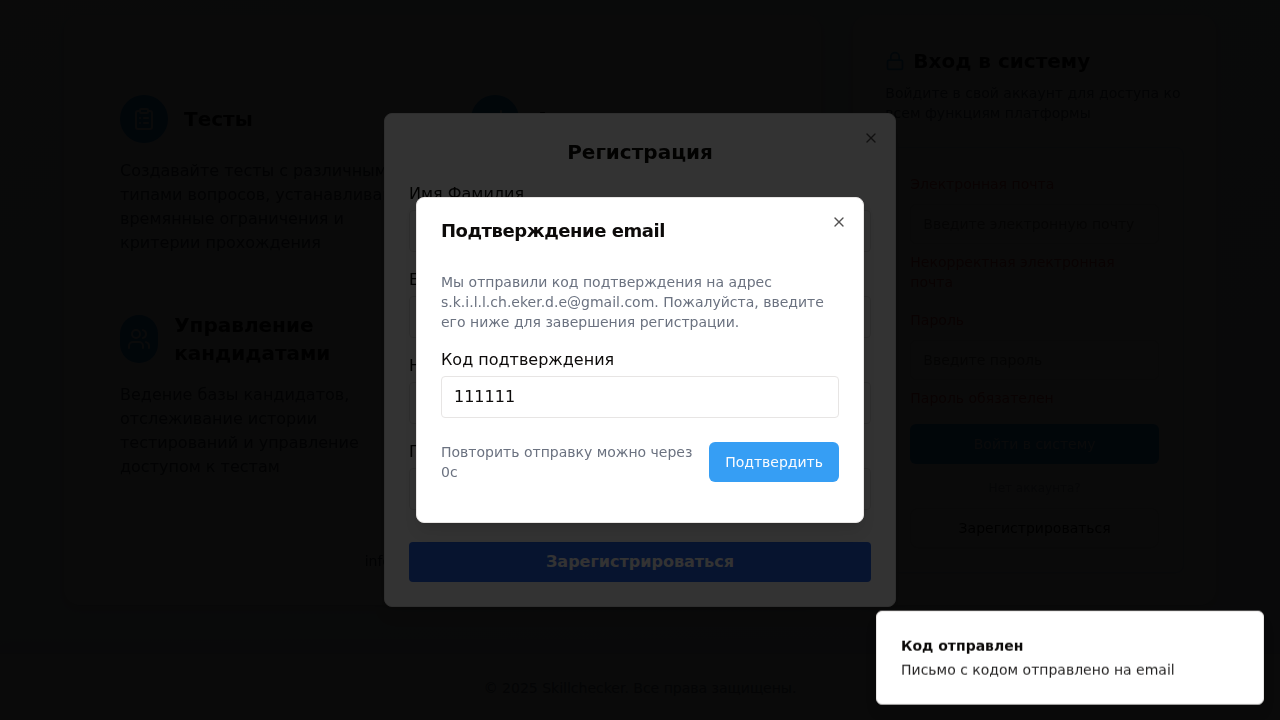 Вход в систему
Войдите в свой аккаунт для доступа ко
всем функциям платформы
Тесты
Создавайте тесты с различным
типами вопросов, устанавлива
временные ограничения и
критерии прохождения
Управление
кандидатами
Ведение базы кандидатов,
отслеживание истории
тестирований и управление
доступом к тестам
Электронная почта
Введите электронную почту
Некорректная электронная
почта
Пароль
Введите пароль
Пароль обязателен
Войти в систему
Нет аккаунта?
Зарегистрироваться
Регистрация
Имя Фамилия
Зарегистрироваться
Подтверждение email
Мы отправили код подтверждения на адрес
s.k.i.l.l.ch.eker.d.e@gmail.com. Пожалуйста, введите
его ниже для завершения регистрации.
Код подтверждения
111111
Повторить отправку можно через
0с
Подтвердить
Код отправлен
Письмо с кодом отправлено на email
© 2025 Skillchecker. Все права защищены.